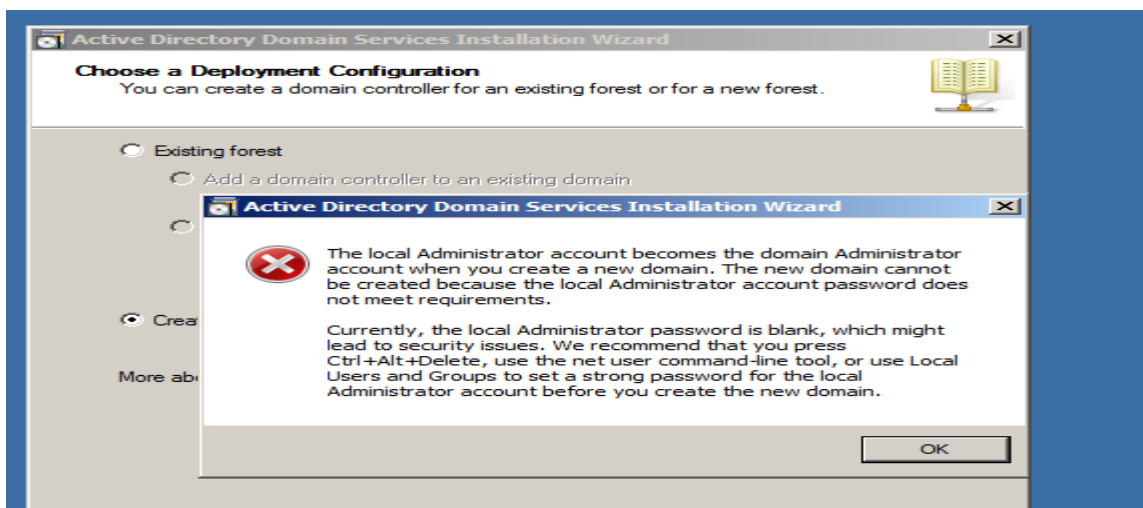 Active Directory Domain Services Installation Wizard
Choose a Deployment Configuration
You can create a domain controller for an existing forest or for a new forest.
Existing forest
Add a domain controller to an existing domain
Active Directory Domain Services Installation Wizard
The local Administrator account becomes the domain Administrator
account when you create a new domain. The new domain cannot
be created because the local Administrator account password does
not meet requirements.
Currently, the local Administrator password is blank, which might
lead to security issues. We recommend that you press
Ctrl+Alt+Delete, use the net user command-line tool, or use Local
Users and Groups to set a strong password for the local
Administrator account before you create the new domain.
Crea
More ab
OK